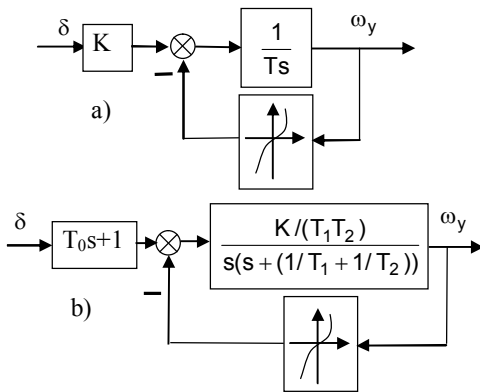 δ K 1 ω_y
Ts
−
a)
δ T₀s+1 K/(T₁T₂) ω_y
s(s+(1/T₁+1/T₂))
−
b)